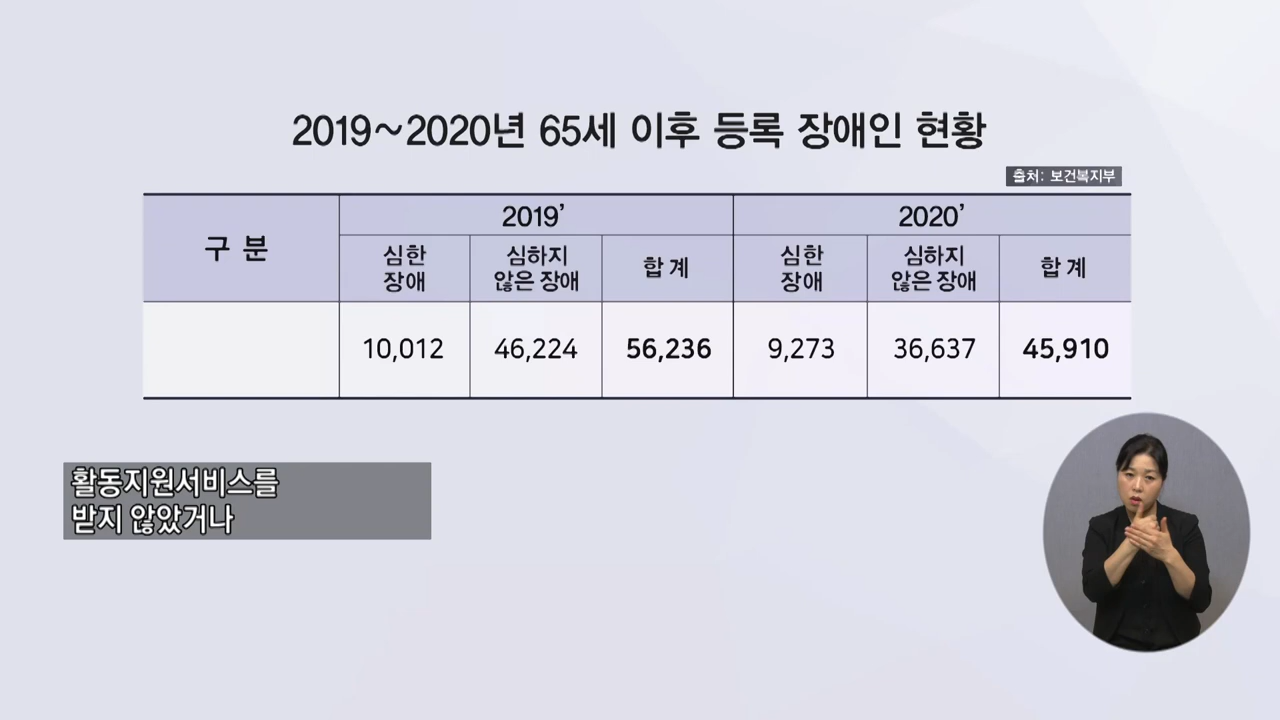 2019~2020년 65세 이후 등록 장애인 현황
출처: 보건복지부
구 분
2019’
2020’
심한
장애
심하지
않은 장애
합 계
심한
장애
심하지
않은 장애
합 계
10,012 46,224 56,236 9,273 36,637 45,910
활동지원서비스를
받지 않았거나